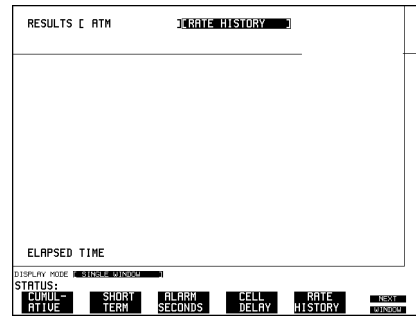 RESULTS [ ATM ][RATE HISTORY ]
ELAPSED TIME
DISPLAY MODE [ SINGLE WINDOW ]
STATUS:
CUMUL- SHORT ALARM CELL RATE NEXT
ATIVE TERM SECONDS DELAY HISTORY WINDOW